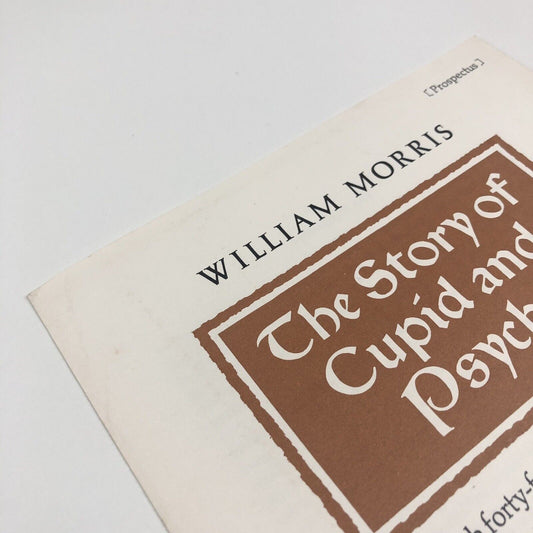 [Prospectus]
WILLIAM MORRIS
The Story of
Cupid and
Psych
forty-f